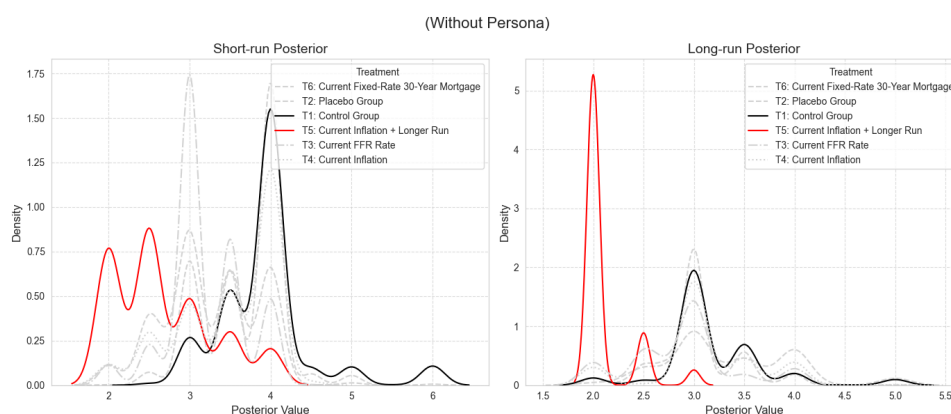 (Without Persona)
Short-run Posterior
Treatment
T6: Current Fixed-Rate 30-Year Mortgage
T2: Placebo Group
T1: Control Group
T5: Current Inflation + Longer Run
T3: Current FFR Rate
T4: Current Inflation
1.75
1.50
1.25
1.00
0.75
0.50
0.25
0.00
Density
2
3
4
5
6
Posterior Value
Long-run Posterior
Treatment
T6: Current Fixed-Rate 30-Year Mortgage
T2: Placebo Group
T1: Control Group
T5: Current Inflation + Longer Run
T3: Current FFR Rate
T4: Current Inflation
5
4
3
2
1
0
Density
1.5
2.0
2.5
3.0
3.5
4.0
4.5
5.0
5.5
Posterior Value